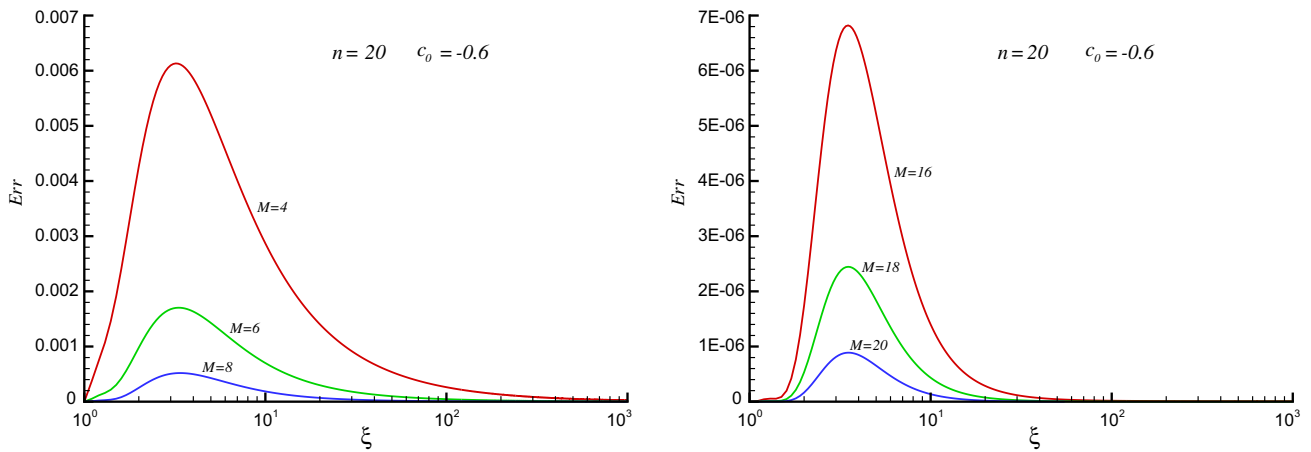 0.007
n = 20 c0 = -0.6
0.006
0.005
0.004
Err
M=4
0.003
0.002
M=6
0.001
M=8
0
10^0 10^1 10^2 10^3
ξ
7E-06
n = 20 c0 = -0.6
6E-06
5E-06
4E-06
Err
M=16
3E-06
M=18
2E-06
M=20
1E-06
0
10^0 10^1 10^2 10^3
ξ